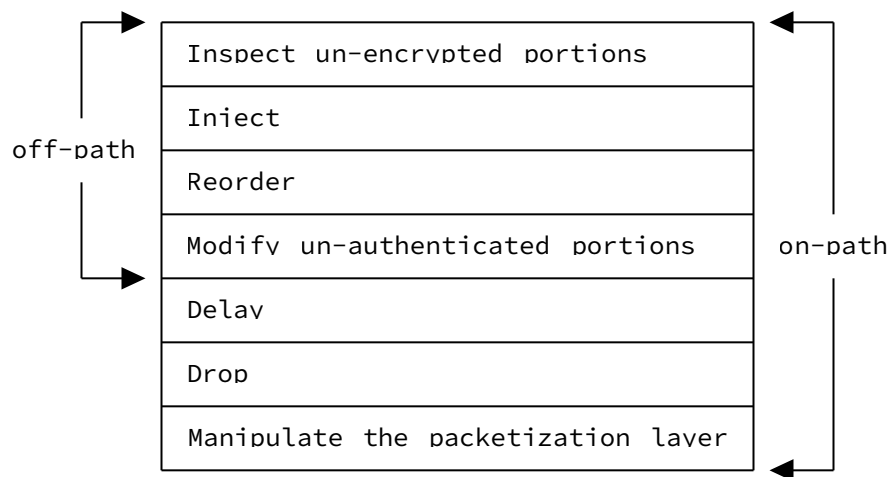 Inspect un-encrypted portions
Inject
off-path
Reorder
Modify un-authenticated portions
on-path
Delay
Drop
Manipulate the packetization layer